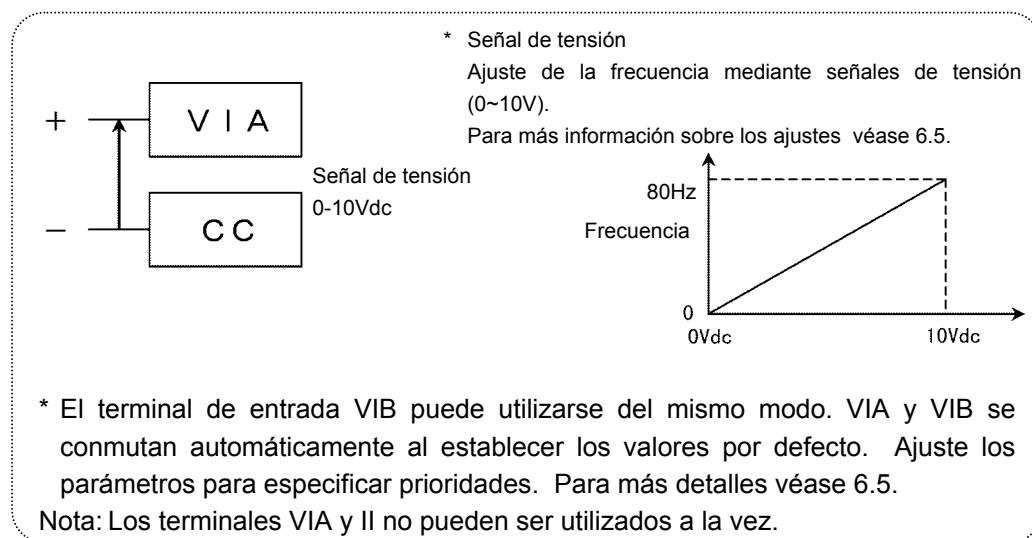 * Señal de tensión
Ajuste de la frecuencia mediante señales de tensión
(0~10V).
Para más información sobre los ajustes véase 6.5.
+
VIA
Señal de tensión
0-10Vdc
−
CC
80Hz
Frecuencia
0
0Vdc
10Vdc
* El terminal de entrada VIB puede utilizarse del mismo modo. VIA y VIB se
conmutan automáticamente al establecer los valores por defecto. Ajuste los
parámetros para especificar prioridades. Para más detalles véase 6.5.
Nota: Los terminales VIA y II no pueden ser utilizados a la vez.